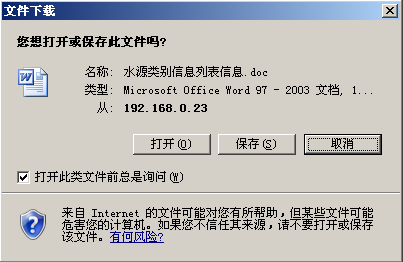 文件下载
您想打开或保存此文件吗?
名称: 水源类别信息列表信息.doc
类型: Microsoft Office Word 97 - 2003 文档, 1...
从: 192.168.0.23
打开(O) 保存(S) 取消
打开此类文件前总是询问(W)
来自 Internet 的文件可能对您有所帮助，但某些文件可能
危害您的计算机。如果您不信任其来源，请不要打开或保存
该文件。有何风险?